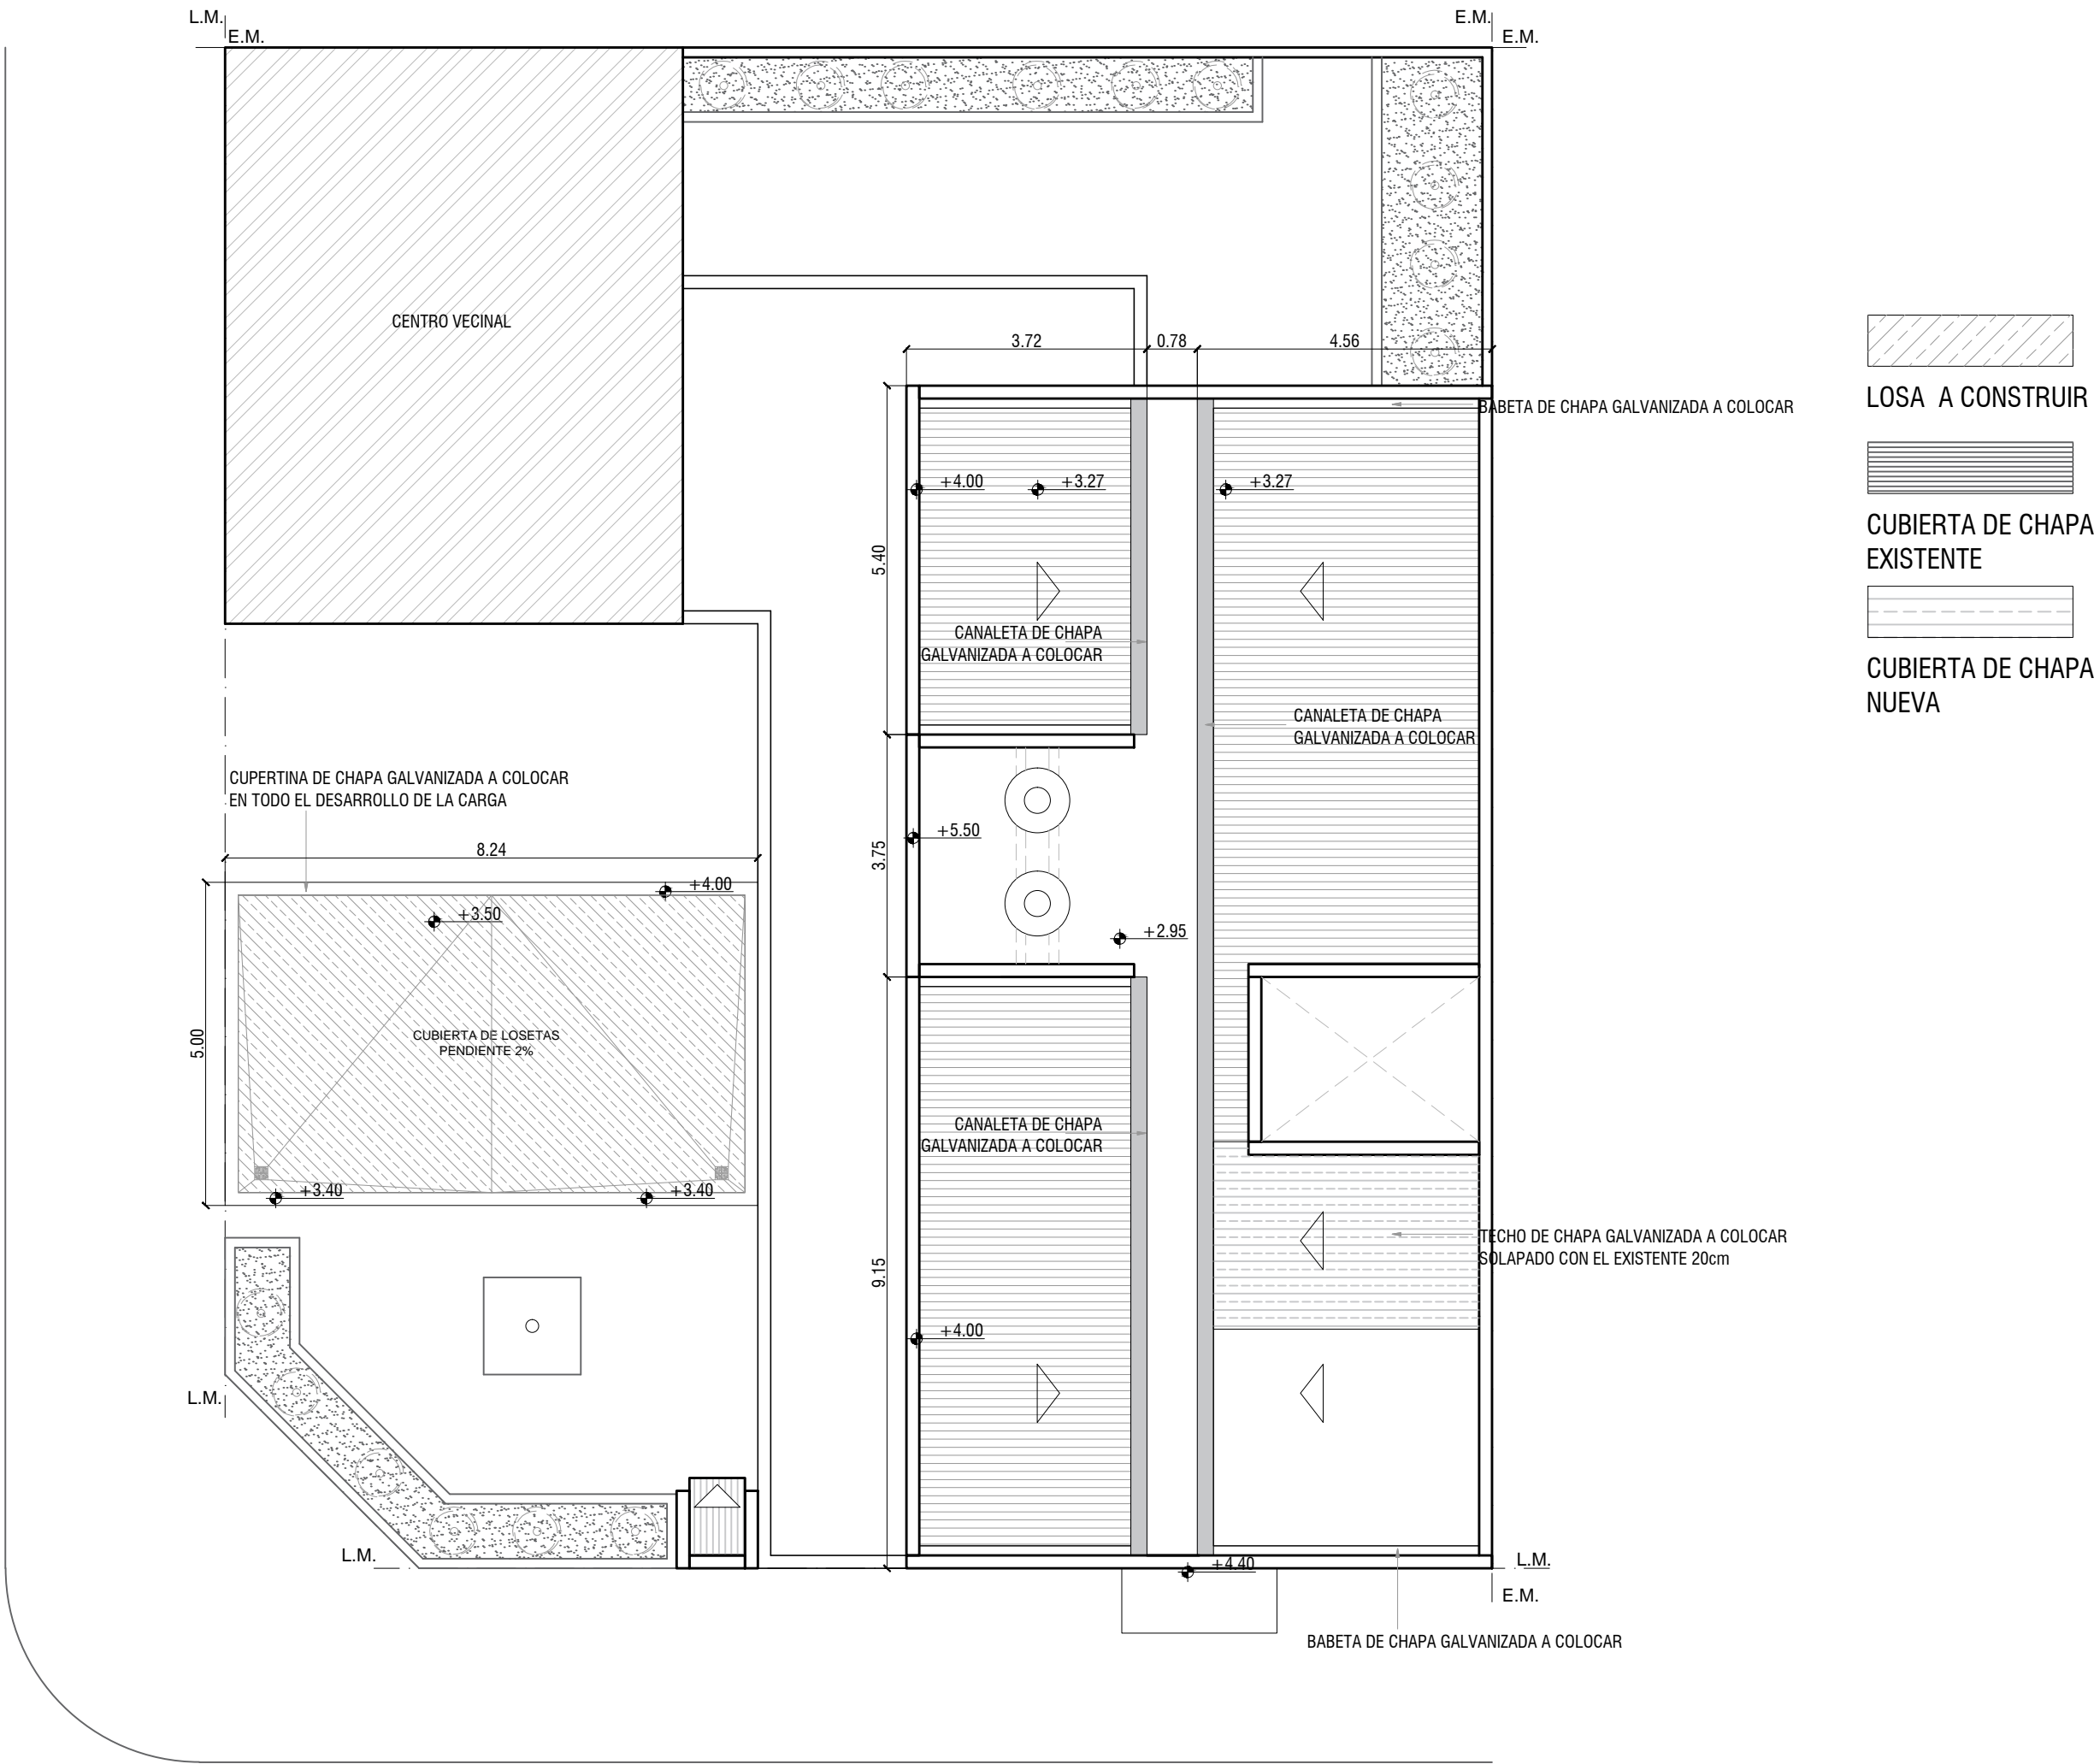 L.M.
E.M.
E.M.
E.M.
CENTRO VECINAL
3.72
0.78
4.56
BABETA DE CHAPA GALVANIZADA A COLOCAR
LOSA A CONSTRUIR
+4.00
+3.27
+3.27
CUBIERTA DE CHAPA
EXISTENTE
5.40
CANALETA DE CHAPA
GALVANIZADA A COLOCAR
CUBIERTA DE CHAPA
NUEVA
CANALETA DE CHAPA
GALVANIZADA A COLOCAR
CUPERTINA DE CHAPA GALVANIZADA A COLOCAR
EN TODO EL DESARROLLO DE LA CARGA
+5.50
8.24
3.75
+4.00
+3.50
+2.95
5.00
CUBIERTA DE LOSETAS
PENDIENTE 2%
CANALETA DE CHAPA
GALVANIZADA A COLOCAR
+3.40
+3.40
TECHO DE CHAPA GALVANIZADA A COLOCAR
SOLAPADO CON EL EXISTENTE 20cm
9.15
+4.00
L.M.
L.M.
+4.40
L.M.
E.M.
BABETA DE CHAPA GALVANIZADA A COLOCAR